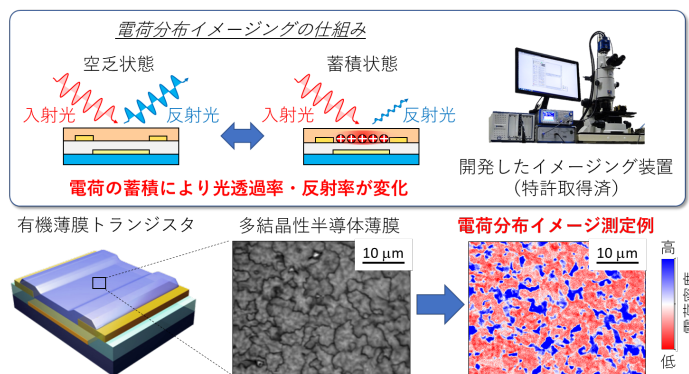 電荷分布イメージングの仕組み
空乏状態
蓄積状態
入射光
反射光
入射光
反射光
電荷の蓄積により光透過率・反射率が変化
開発したイメージング装置
（特許取得済）
有機薄膜トランジスタ
多結晶性半導体薄膜
電荷分布イメージ測定例
10 μm
10 μm
高
低